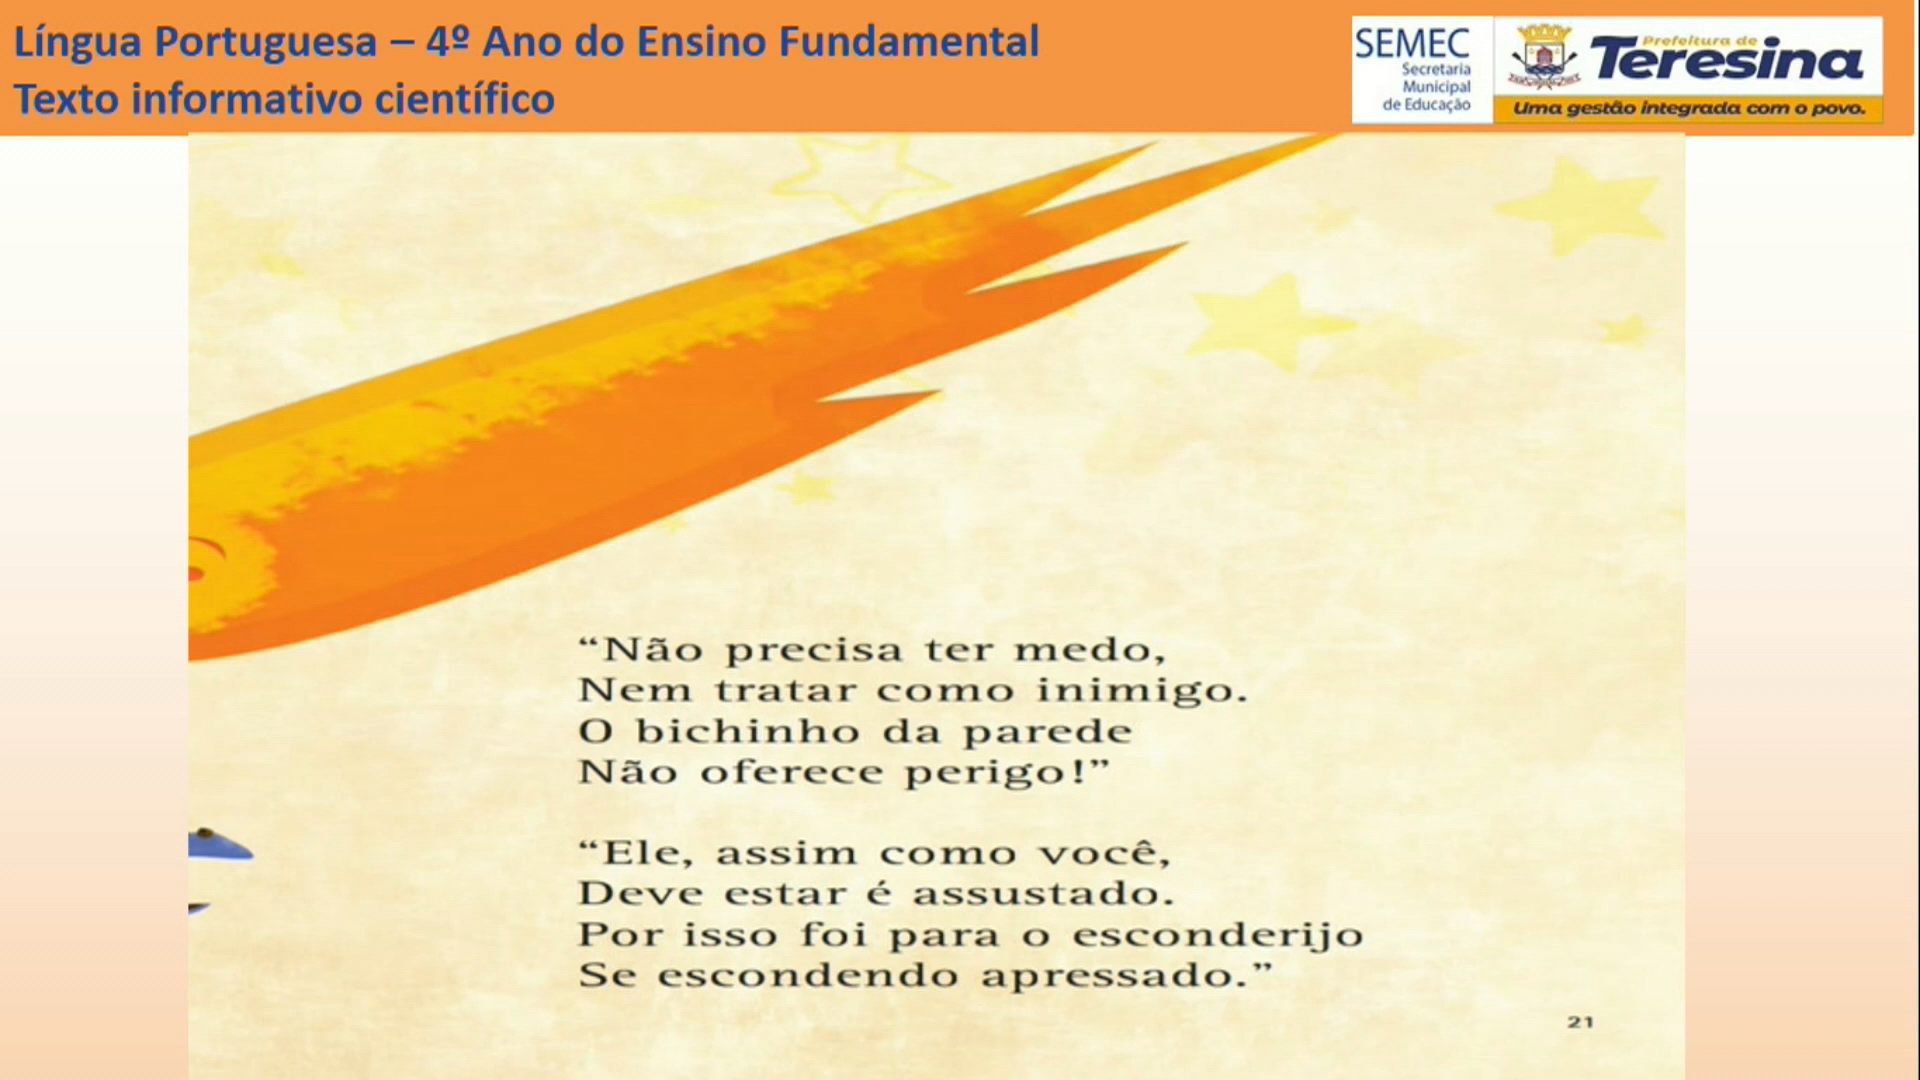 Língua Portuguesa – 4º Ano do Ensino Fundamental
Texto informativo científico
SEMEC
Secretaria
Municipal
de Educação
Prefeitura de
Teresina
Uma gestão integrada com o povo.
“Não precisa ter medo,
Nem tratar como inimigo.
O bichinho da parede
Não oferece perigo!”
“Ele, assim como você,
Deve estar é assustado.
Por isso foi para o esconderijo
Se escondendo apressado.”
21